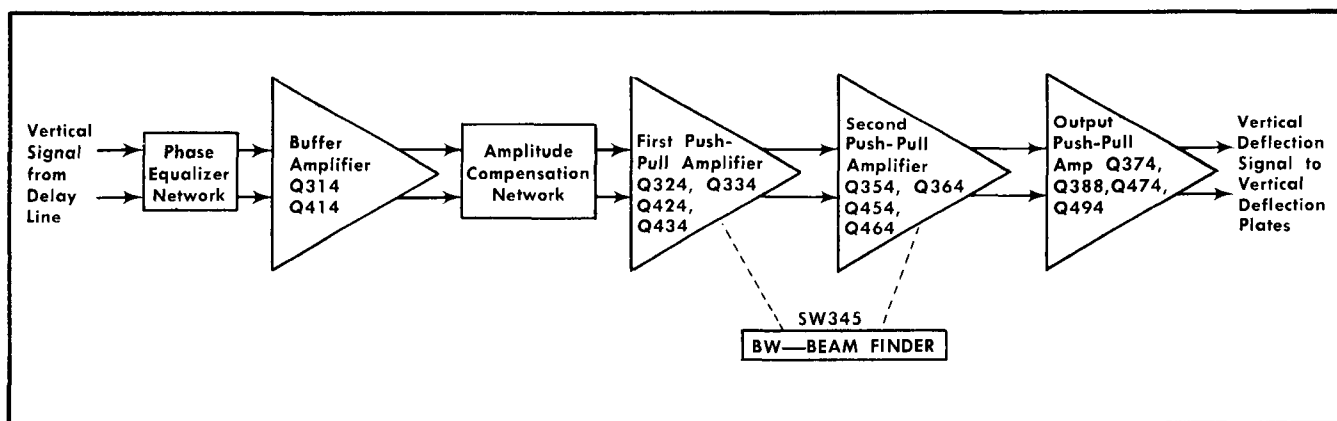 Vertical
Signal
from
Delay
Line
Phase
Equalizer
Network
Buffer
Amplifier
Q314
Q414
Amplitude
Compensation
Network
First Push-
Pull Amplifier
Q324, Q334
Q424,
Q434
Second
Push-Pull
Amplifier
Q354, Q364
Q454,
Q464
Output
Push-Pull
Amp Q374,
Q388,Q474,
Q494
Vertical
Deflection
Signal to
Vertical
Deflection
Plates
SW345
BW—BEAM FINDER